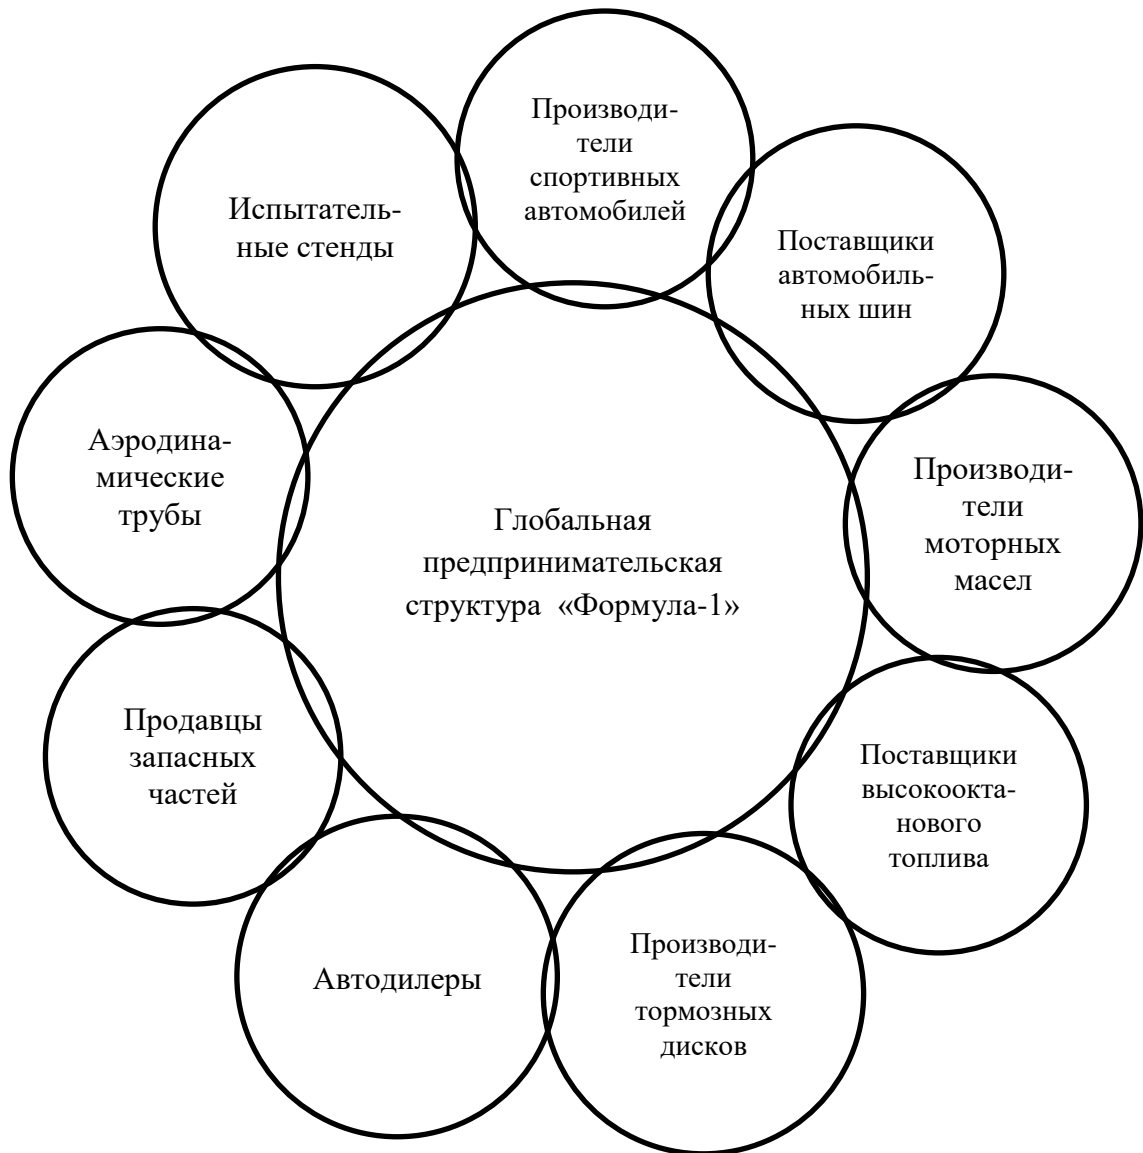 Производи-
тели
спортивных
автомобилей
Испытатель-
ные стенды
Поставщики
автомобиль-
ных шин
Аэродина-
мические
трубы
Производи-
тели
моторных
масел
Глобальная
предпринимательская
структура «Формула-1»
Продавцы
запасных
частей
Поставщики
высокоокта-
нового
топлива
Автодилеры
Производи-
тели
тормозных
дисков